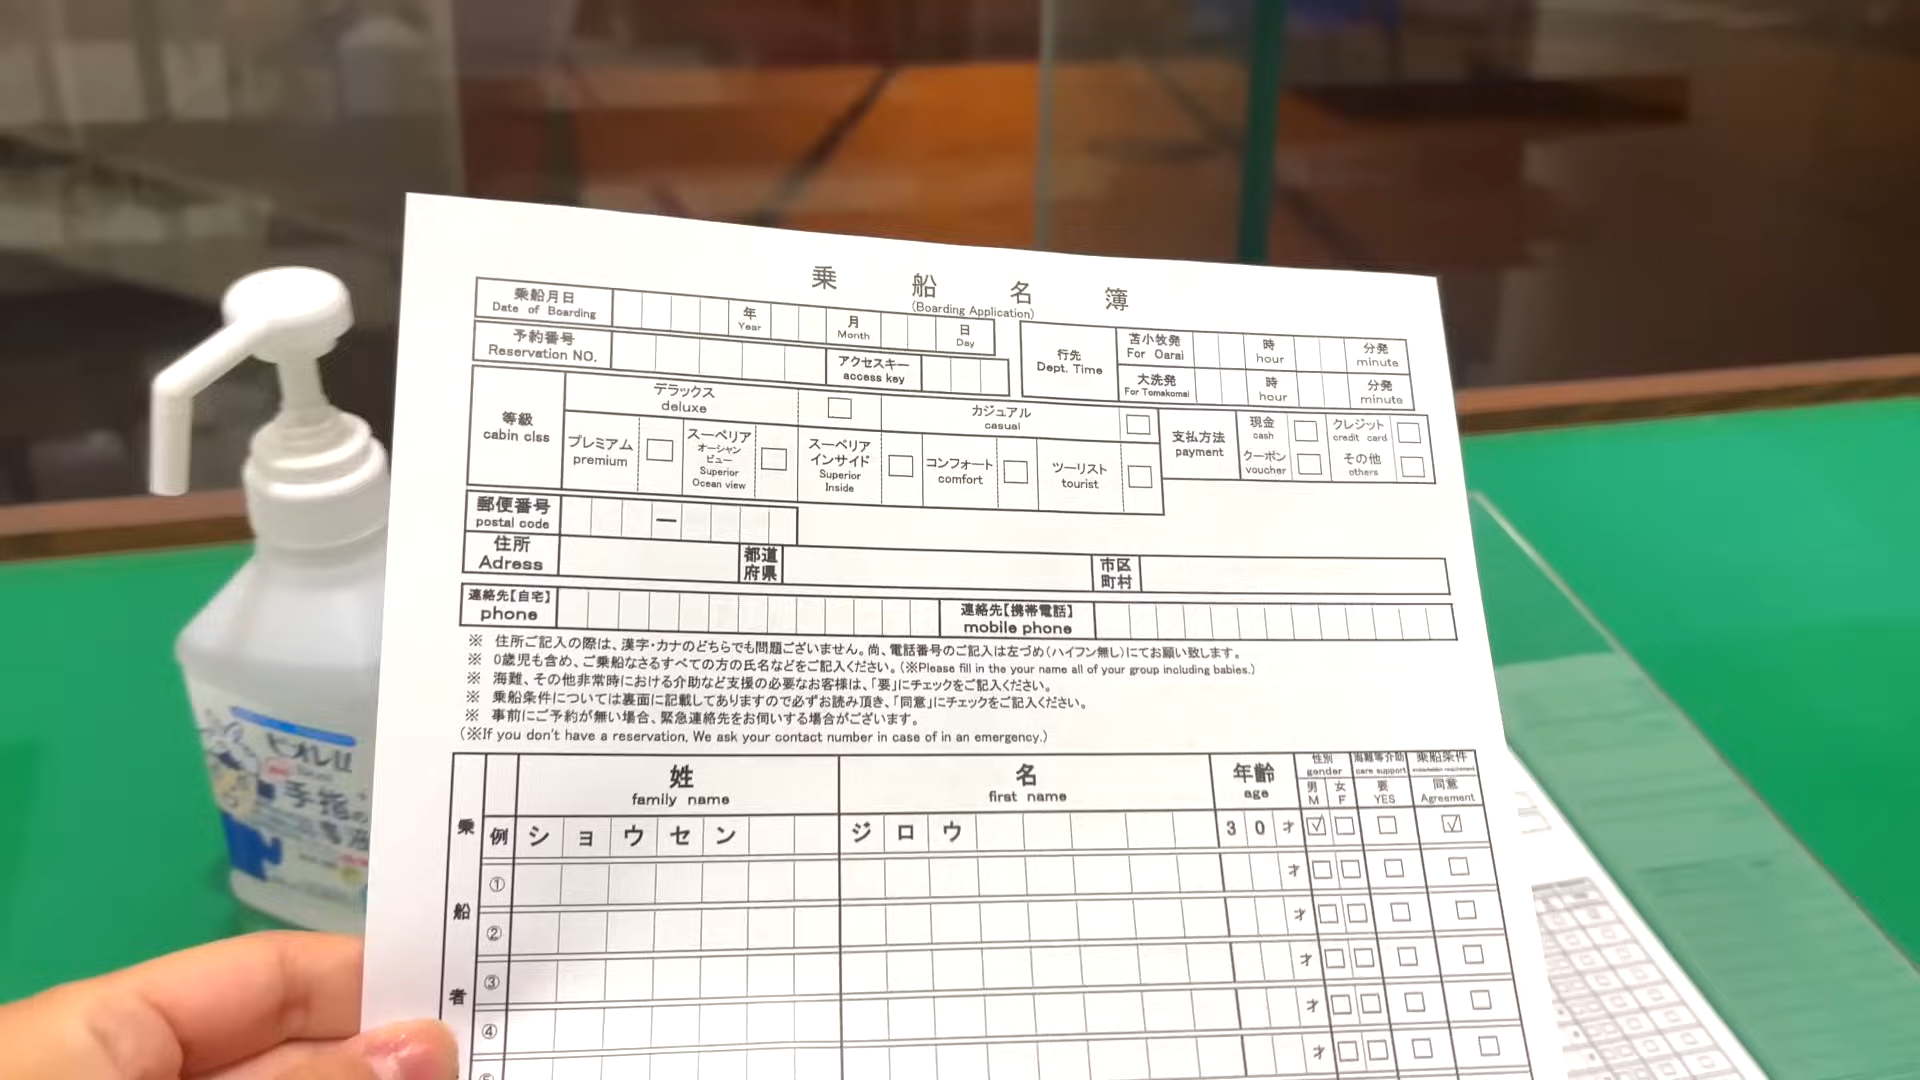 乗船名簿
(Boarding Application)
乗船月日
Date of Boarding
年
Year
月
Month
日
Day
予約番号
Reservation NO.
アクセスキー
access key
行先
Dept. Time
苫小牧発
For Oarai
時
hour
分発
minute
大洗発
For Tomakomai
時
hour
分発
minute
等級
cabin clss
デラックス
deluxe
カジュアル
casual
プレミアム
premium
スーペリア
オーシャン
ビュー
Superior
Ocean view
スーペリア
インサイド
Superior
Inside
コンフォート
comfort
ツーリスト
tourist
支払方法
payment
現金
cash
クレジット
credit card
クーポン
voucher
その他
others
郵便番号
postal code
ー
住所
Adress
都道
府県
市区
町村
連絡先【自宅】
phone
連絡先【携帯電話】
mobile phone
※ 住所ご記入の際は、漢字・カナのどちらでも問題ございません。尚、電話番号のご記入は左づめ(ハイフン無し)にてお願い致します。
※ 0歳児も含め、ご乗船なさるすべての方の氏名などをご記入ください。(※Please fill in the your name all of your group including babies.)
※ 海難、その他非常時における介助など支援の必要なお客様は、「要」にチェックをご記入ください。
※ 乗船条件については裏面に記載してありますので必ずお読み頂き、「同意」にチェックをご記入ください。
※ 事前にご予約が無い場合、緊急連絡先をお伺いする場合がございます。
(※If you don't have a reservation, We ask your contact number in case of in an emergency.)
乗船者
姓
family name
名
first name
年齢
age
性別
gender
男
M
女
F
海難等介助
care support
要
YES
乗船条件
同意
Agreement
例 ショウセン ジロウ 30才
① 才
② 才
③ 才
④ 才
才
ビオレu
手指の